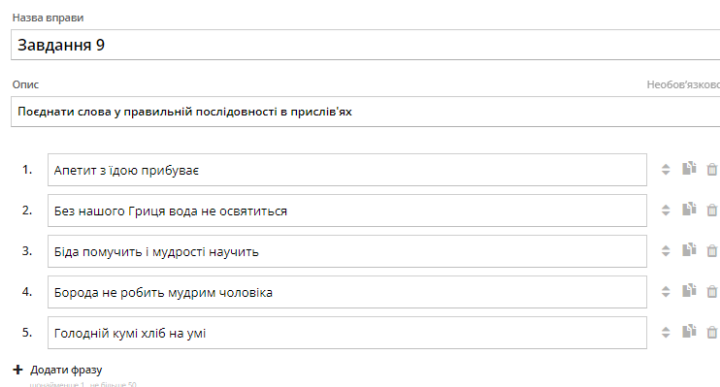 Назва вправи
Завдання 9
Опис Необов'язково
Поєднати слова у правильній послідовності в прислів'ях
1. Апетит з їдою прибуває
2. Без нашого Гриця вода не освятиться
3. Біда помучить і мудрості научить
4. Борода не робить мудрим чоловіка
5. Голодній кумі хліб на умі
+ Додати фразу
щонайменше 1, не більше 50